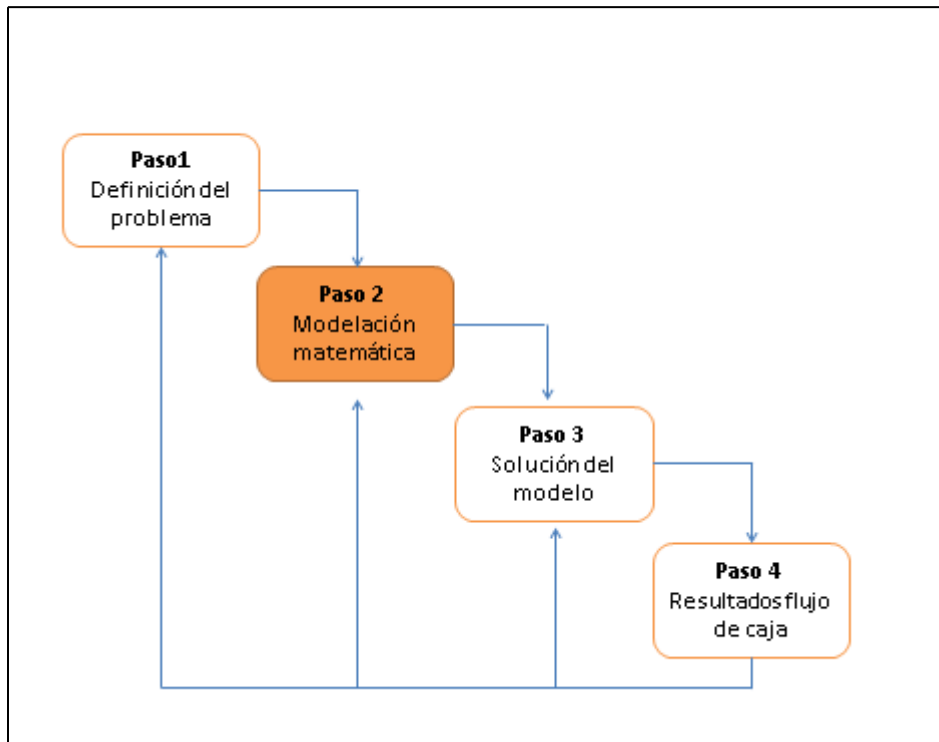 Paso1
Definición del
problema
Paso 2
Modelación
matemática
Paso 3
Solución del
modelo
Paso 4
Resultados flujo
de caja